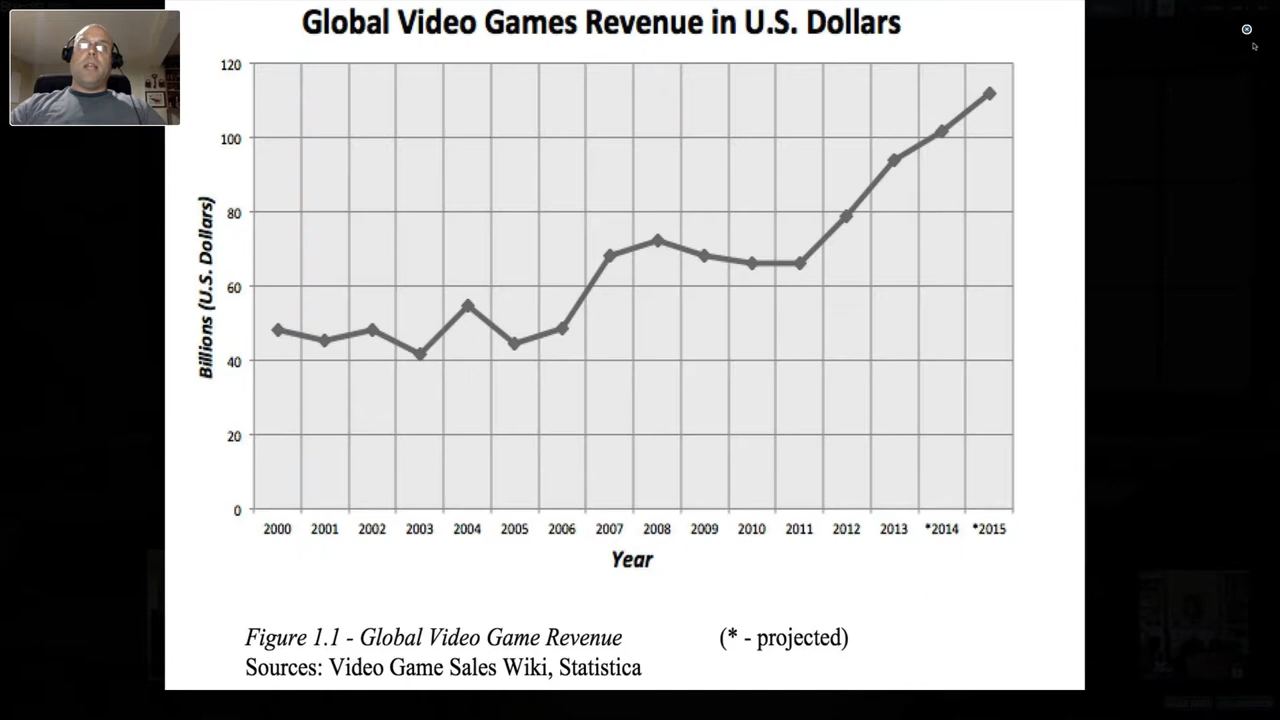 Global Video Games Revenue in U.S. Dollars
120
100
80
60
40
20
0
Billions (U.S. Dollars)
2000 2001 2002 2003 2004 2005 2006 2007 2008 2009 2010 2011 2012 2013 *2014 *2015
Year
Figure 1.1 - Global Video Game Revenue (* - projected)
Sources: Video Game Sales Wiki, Statistica